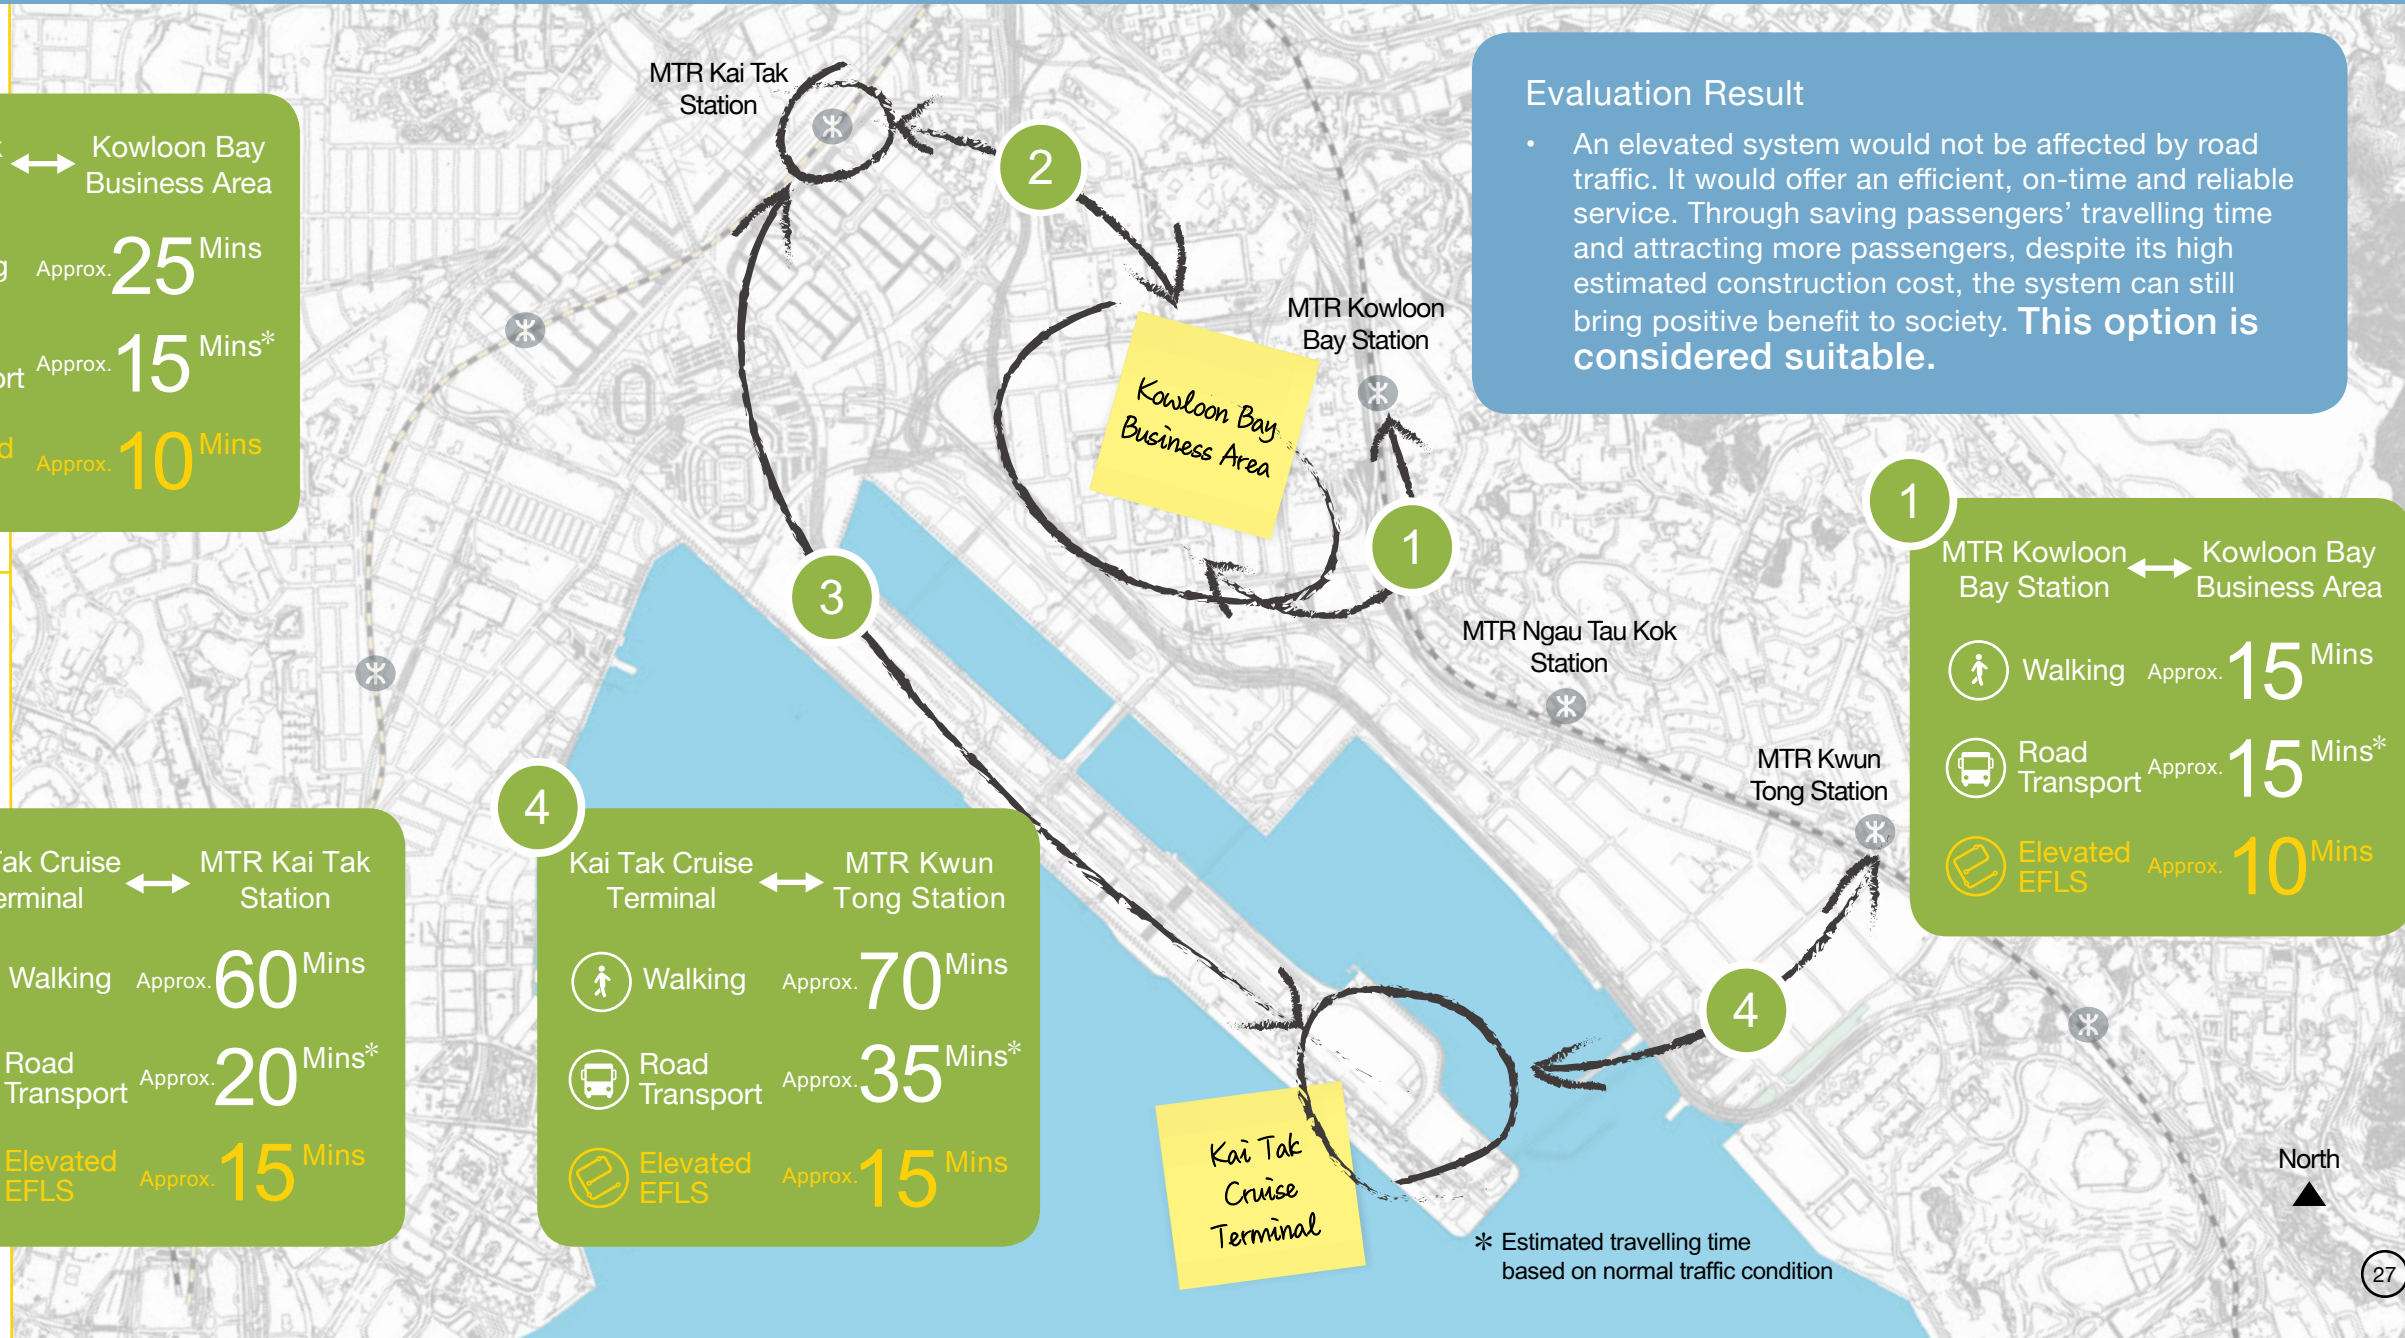 MTR Kai Tak
Station
Evaluation Result
• An elevated system would not be affected by road
traffic. It would offer an efficient, on-time and reliable
service. Through saving passengers’ travelling time
and attracting more passengers, despite its high
estimated construction cost, the system can still
bring positive benefit to society. This option is
considered suitable.
Kowloon Bay
Business Area
Approx. 25 Mins
Approx. 15 Mins*
Approx. 10 Mins
2
MTR Kowloon
Bay Station
Kowloon Bay
Business Area
1
3
MTR Ngau Tau Kok
Station
MTR Kwun
Tong Station
1
MTR Kowloon
Bay Station
Kowloon Bay
Business Area
Walking Approx. 15 Mins
Road
Transport Approx. 15 Mins*
Elevated
EFLS Approx. 10 Mins
Cruise
MTR Kai Tak
Station
Walking Approx. 60 Mins
Road
Transport Approx. 20 Mins*
Elevated
EFLS Approx. 15 Mins
4
Kai Tak Cruise
Terminal
MTR Kwun
Tong Station
Walking Approx. 70 Mins
Road
Transport Approx. 35 Mins*
Elevated
EFLS Approx. 15 Mins
4
Kai Tak
Cruise
Terminal
* Estimated travelling time
based on normal traffic condition
North
27